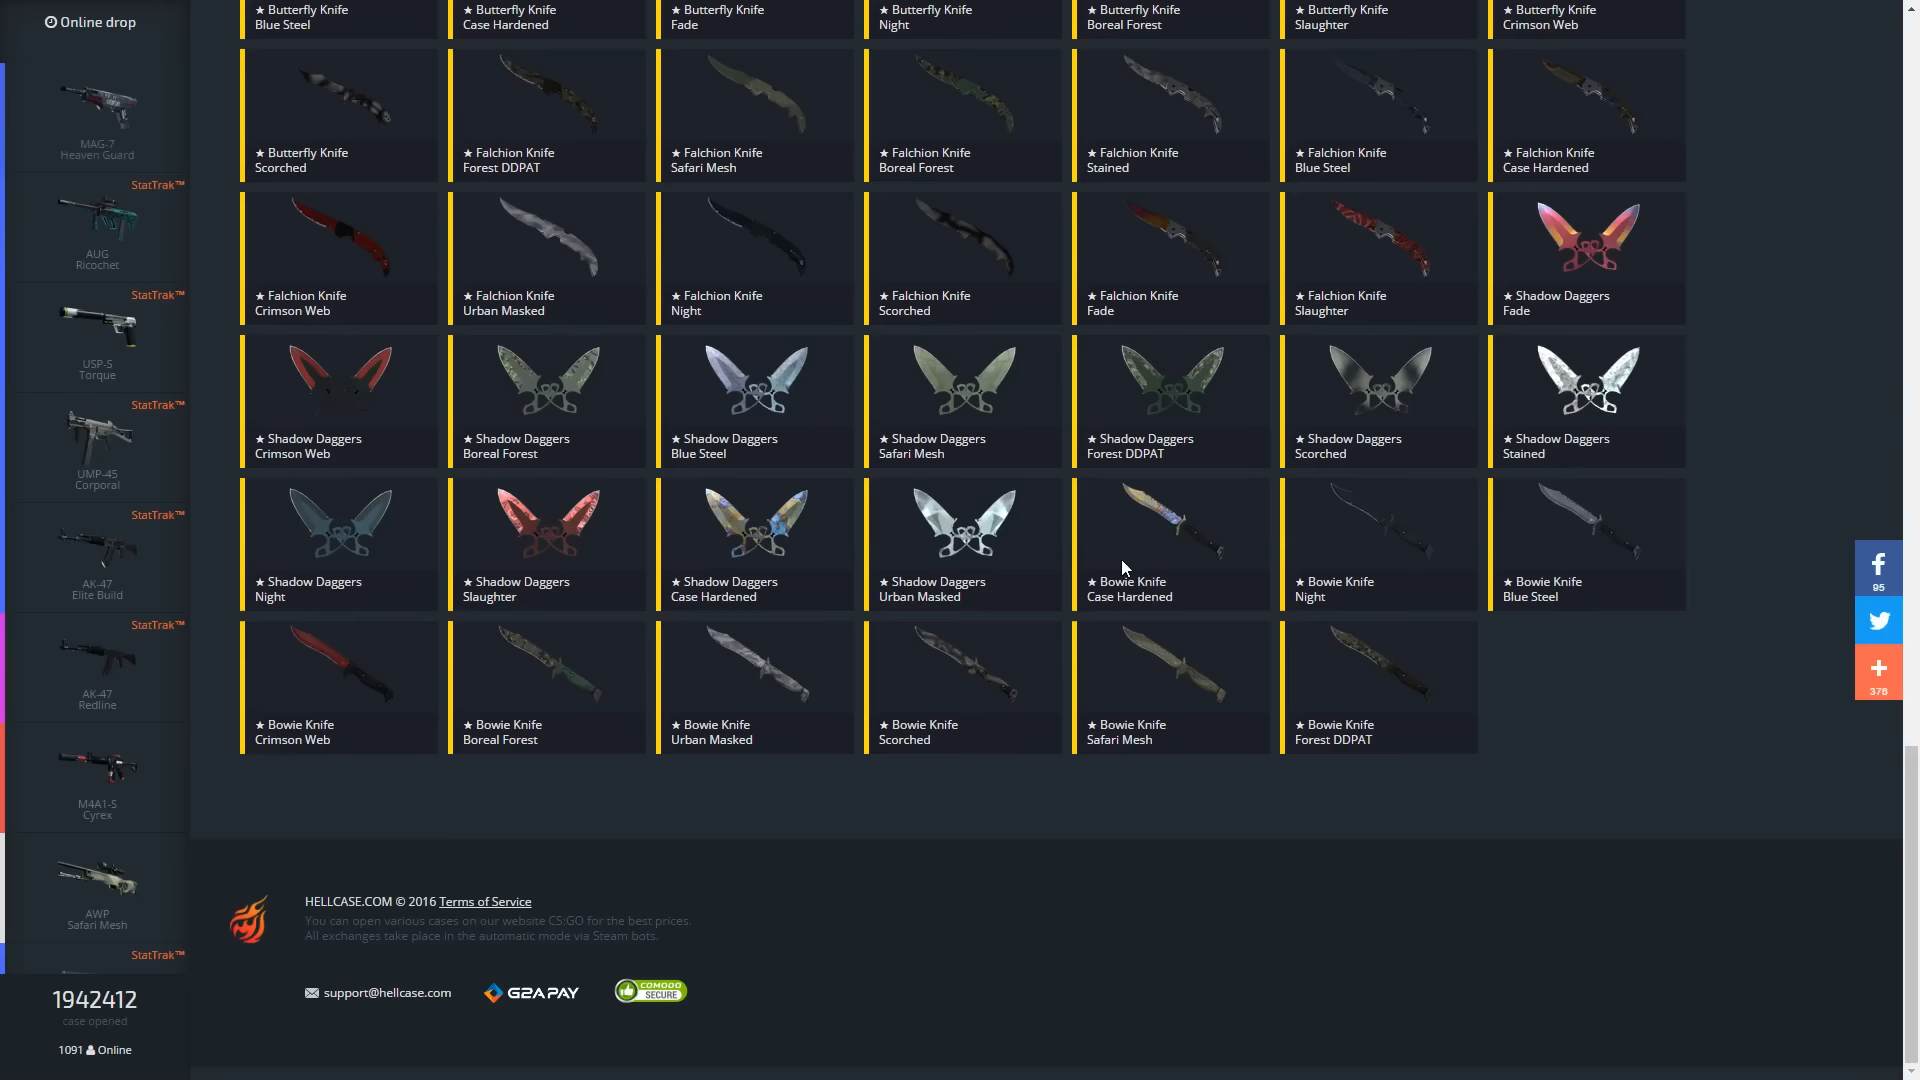 Online drop
MAG-7
Heaven Guard
StatTrak™
AUG
Ricochet
StatTrak™
USP-S
Torque
StatTrak™
UMP-45
Corporal
StatTrak™
AK-47
Elite Build
StatTrak™
AK-47
Redline
M4A1-S
Cyrex
AWP
Safari Mesh
StatTrak™
1942412
case opened
1091 Online
★ Butterfly Knife
Blue Steel
★ Butterfly Knife
Case Hardened
★ Butterfly Knife
Fade
★ Butterfly Knife
Night
★ Butterfly Knife
Boreal Forest
★ Butterfly Knife
Slaughter
★ Butterfly Knife
Crimson Web
★ Butterfly Knife
Scorched
★ Falchion Knife
Forest DDPAT
★ Falchion Knife
Safari Mesh
★ Falchion Knife
Boreal Forest
★ Falchion Knife
Stained
★ Falchion Knife
Blue Steel
★ Falchion Knife
Case Hardened
★ Falchion Knife
Crimson Web
★ Falchion Knife
Urban Masked
★ Falchion Knife
Night
★ Falchion Knife
Scorched
★ Falchion Knife
Fade
★ Falchion Knife
Slaughter
★ Shadow Daggers
Fade
★ Shadow Daggers
Crimson Web
★ Shadow Daggers
Boreal Forest
★ Shadow Daggers
Blue Steel
★ Shadow Daggers
Safari Mesh
★ Shadow Daggers
Forest DDPAT
★ Shadow Daggers
Scorched
★ Shadow Daggers
Stained
★ Shadow Daggers
Night
★ Shadow Daggers
Slaughter
★ Shadow Daggers
Case Hardened
★ Shadow Daggers
Urban Masked
★ Bowie Knife
Case Hardened
★ Bowie Knife
Night
★ Bowie Knife
Blue Steel
★ Bowie Knife
Crimson Web
★ Bowie Knife
Boreal Forest
★ Bowie Knife
Urban Masked
★ Bowie Knife
Scorched
★ Bowie Knife
Safari Mesh
★ Bowie Knife
Forest DDPAT
95
376
HELLCASE.COM © 2016 Terms of Service
You can open various cases on our website CS:GO for the best prices.
All exchanges take place in the automatic mode via Steam bots.
support@hellcase.com
G2A PAY
COMODO
SECURE